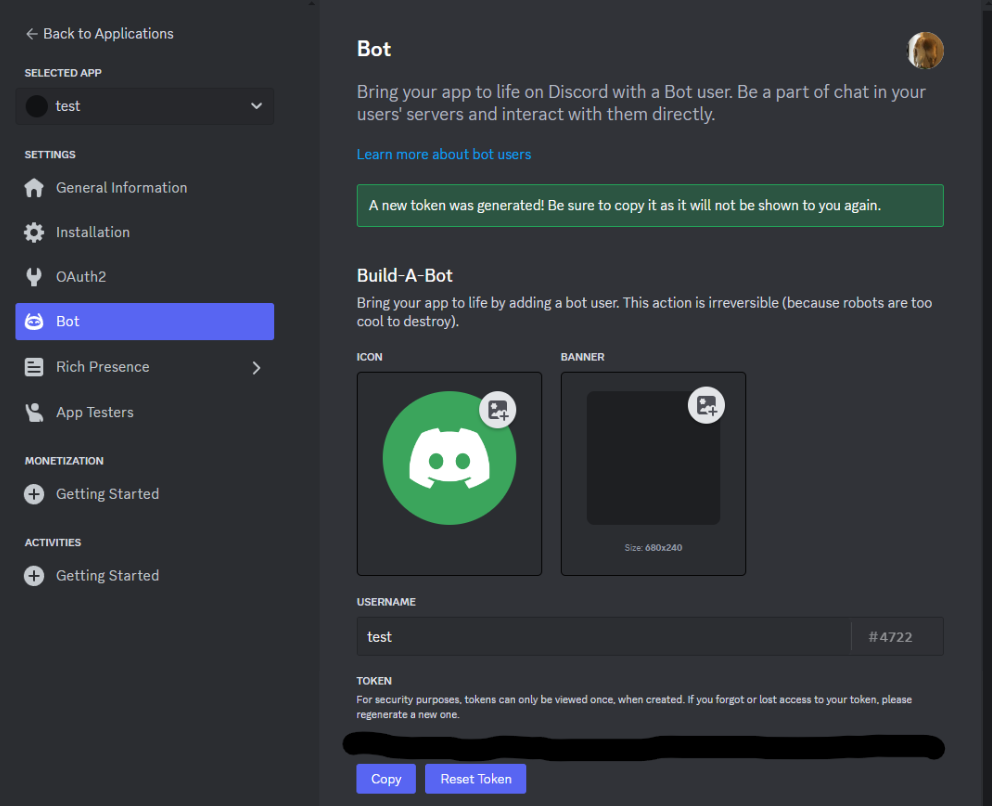 Back to Applications
SELECTED APP
test
SETTINGS
General Information
Installation
OAuth2
Bot
Rich Presence
App Testers
MONETIZATION
Getting Started
ACTIVITIES
Getting Started
Bot
Bring your app to life on Discord with a Bot user. Be a part of chat in your
users' servers and interact with them directly.
Learn more about bot users
A new token was generated! Be sure to copy it as it will not be shown to you again.
Build-A-Bot
Bring your app to life by adding a bot user. This action is irreversible (because robots are too
cool to destroy).
ICON
BANNER
Size: 680x240
USERNAME
test
#4722
TOKEN
For security purposes, tokens can only be viewed once, when created. If you forgot or lost access to your token, please
regenerate a new one.
Copy
Reset Token